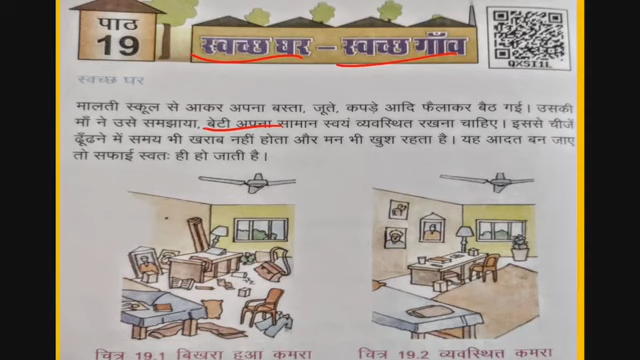 पाठ
19
स्वच्छ घर – स्वच्छ गाँव
QXSI1L
स्वच्छ घर
मालती स्कूल से आकर अपना बस्ता, जूते, कपड़े आदि फैलाकर बैठ गई। उसकी
माँ ने उसे समझाया, बेटी अपना सामान स्वयं व्यवस्थित रखना चाहिए। इससे चीजें
ढूँढने में समय भी खराब नहीं होता और मन भी खुश रहता है। यह आदत बन जाए
तो सफाई स्वतः ही हो जाती है।
चित्र 19.1 बिखरा हुआ कमरा
चित्र 19.2 व्यवस्थित कमरा